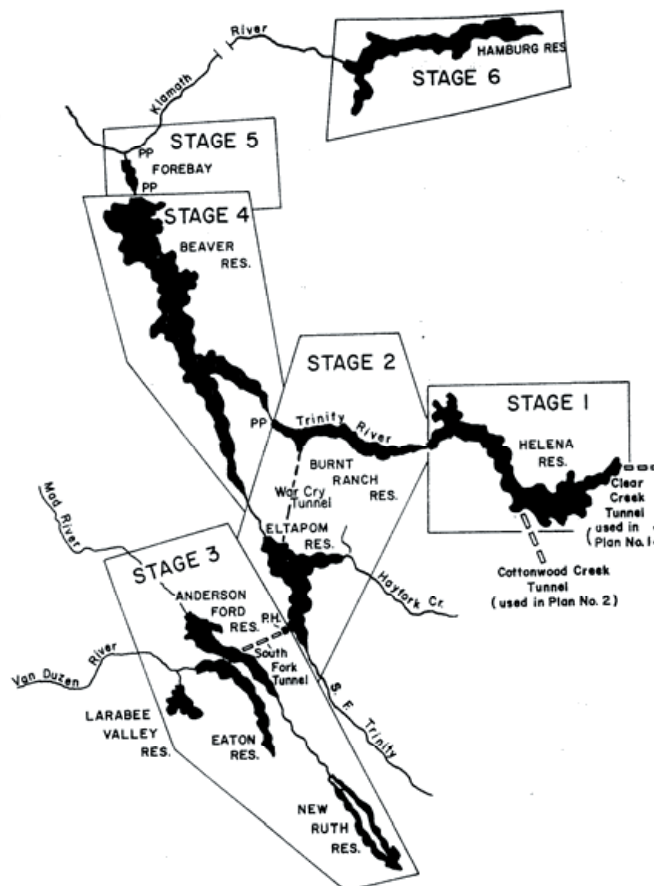 River
HAMBURG RES.
STAGE 6
Klamath
STAGE 5
PP
FOREBAY
PP
STAGE 4
BEAVER
RES.
STAGE 2
STAGE 1
PP
Trinity River
HELENA
RES.
BURNT
RANCH
RES.
War Cry
Tunnel
Clear
Creek
Tunnel
(used in
Plan No. 1
ELTAPOM
RES.
Cottonwood Creek
Tunnel
(used in Plan No. 2)
Mad River
STAGE 3
Hayfork Cr.
ANDERSON
FORD
RES.
P.H.
South
Fork
Tunnel
Van Duzen River
S. F. Trinity
LARABEE
VALLEY
RES.
EATON
RES.
NEW
RUTH
RES.